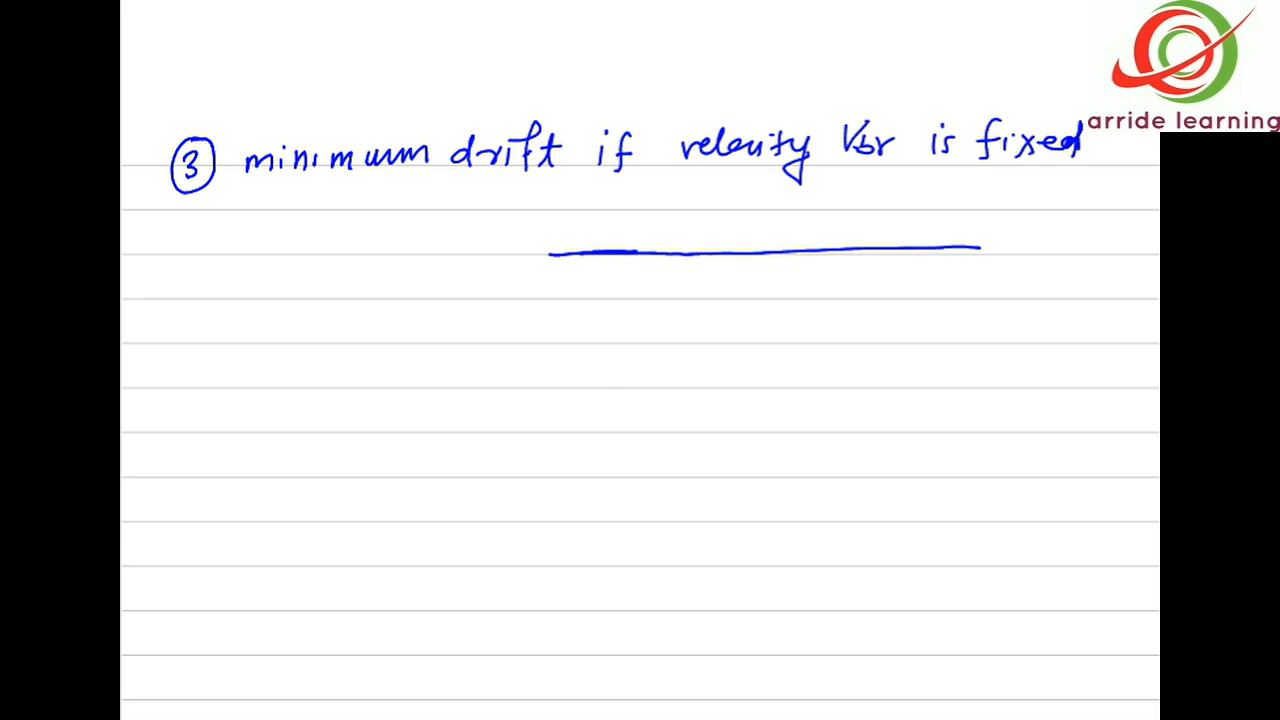 arride learning
③ minimum drift if velocity Vbr is fixed